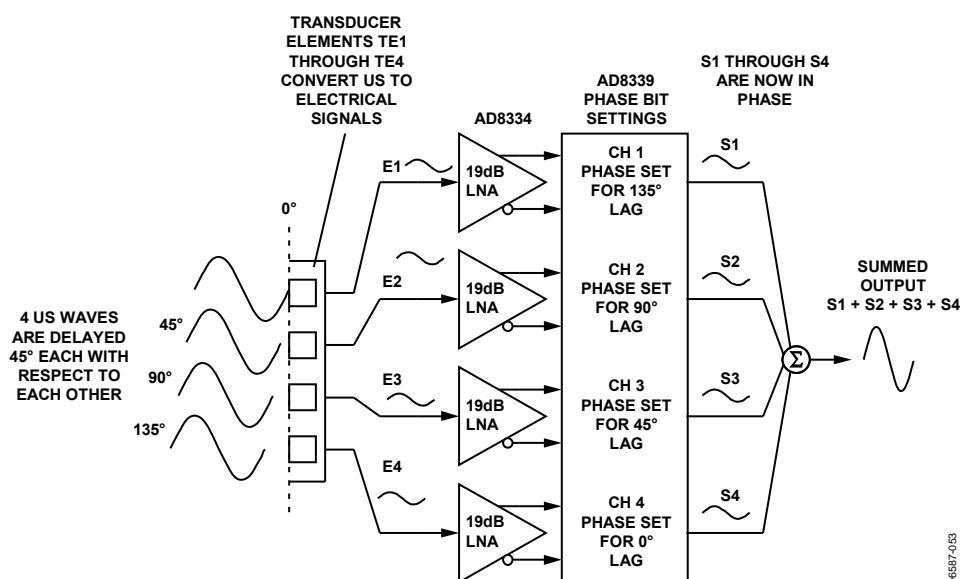 TRANSDUCER
ELEMENTS TE1
THROUGH TE4
CONVERT US TO
ELECTRICAL
SIGNALS
AD8334
AD8339
PHASE BIT
SETTINGS
S1 THROUGH S4
ARE NOW IN
PHASE
0°
4 US WAVES
ARE DELAYED
45° EACH WITH
RESPECT TO
EACH OTHER
45°
90°
135°
E1
19dB
LNA
CH 1
PHASE SET
FOR 135°
LAG
S1
E2
19dB
LNA
CH 2
PHASE SET
FOR 90°
LAG
S2
E3
19dB
LNA
CH 3
PHASE SET
FOR 45°
LAG
S3
E4
19dB
LNA
CH 4
PHASE SET
FOR 0°
LAG
S4
Σ
SUMMED
OUTPUT
S1 + S2 + S3 + S4
6587-053